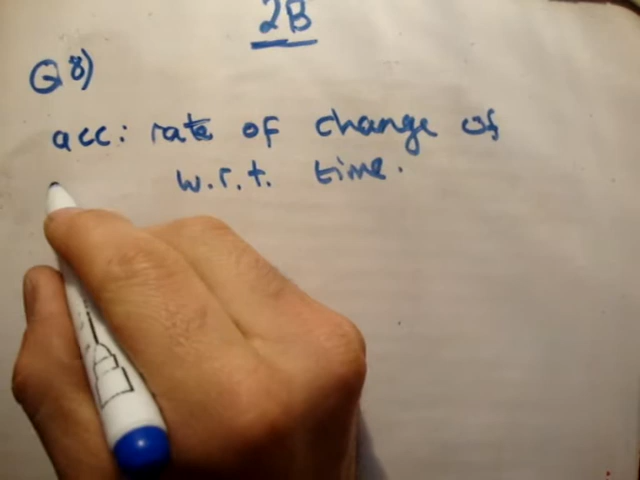 2B
Q8)
acc: rate of change of
w.r.t. time.